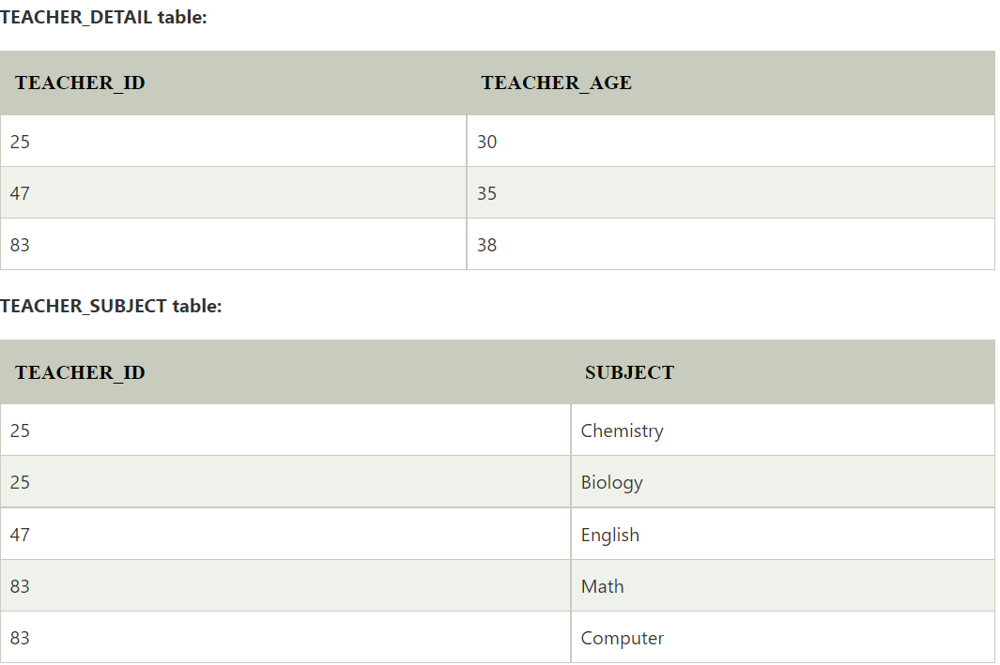 TEACHER_DETAIL table:
TEACHER_ID TEACHER_AGE
25 30
47 35
83 38
TEACHER_SUBJECT table:
TEACHER_ID SUBJECT
25 Chemistry
25 Biology
47 English
83 Math
83 Computer